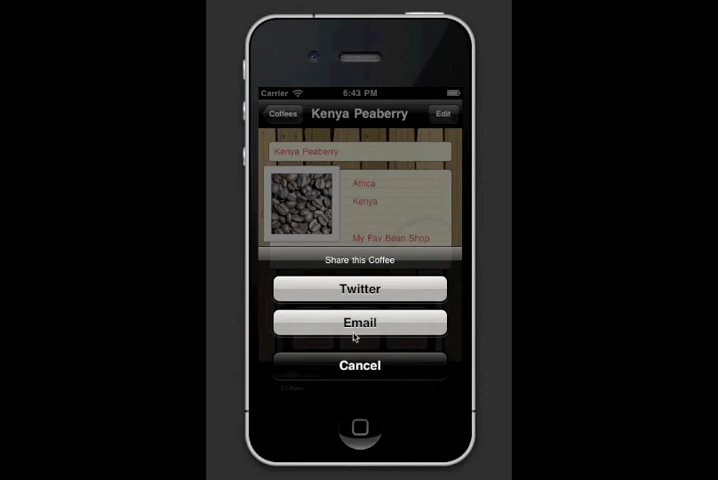 Carrier 6:43 PM
Coffees Kenya Peaberry Edit
Kenya Peaberry
Africa
Kenya
My Fav Bean Shop
Share this Coffee
Twitter
Email
Cancel
Coffees